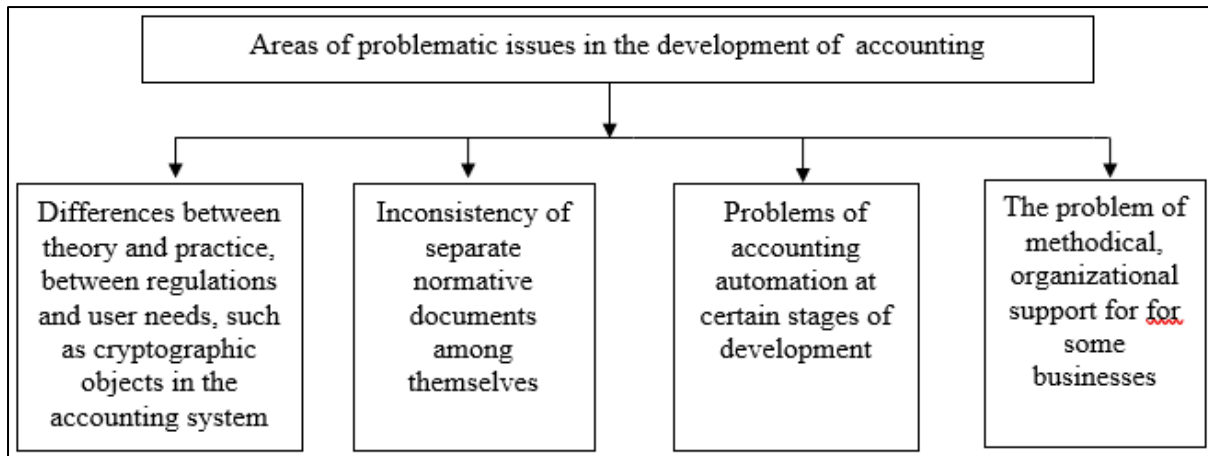 Areas of problematic issues in the development of accounting
Differences between
theory and practice,
between regulations
and user needs, such
as cryptographic
objects in the
accounting system
Inconsistency of
separate
normative
documents
among
themselves
Problems of
accounting
automation at
certain stages of
development
The problem of
methodical,
organizational
support for for
some
businesses